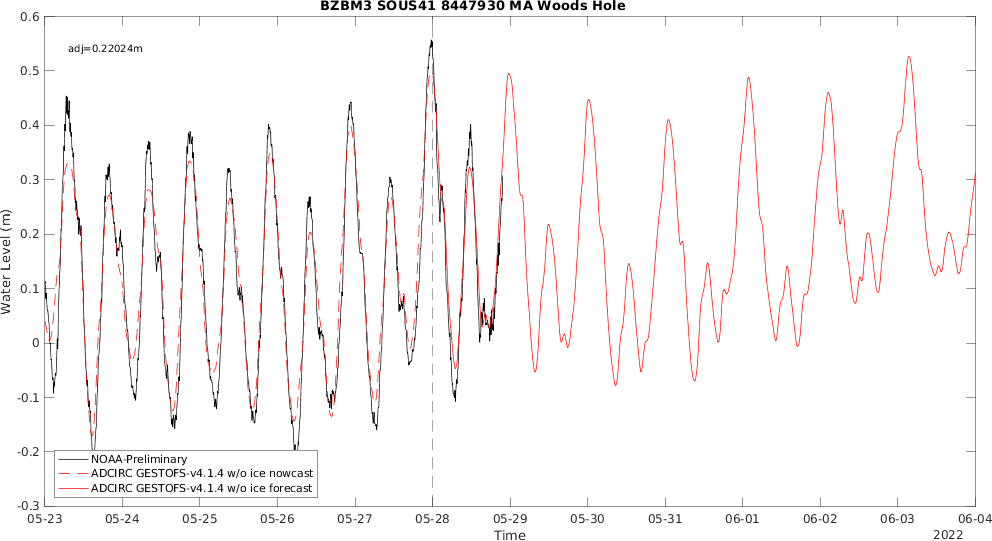 BZBM3 SOUS41 8447930 MA Woods Hole
adj=0.22024m
Water Level (m)
0.6
0.5
0.4
0.3
0.2
0.1
0
-0.1
-0.2
-0.3
NOAA-Preliminary
ADCIRC GESTOFS-v4.1.4 w/o ice nowcast
ADCIRC GESTOFS-v4.1.4 w/o ice forecast
05-23 05-24 05-25 05-26 05-27 05-28 05-29 05-30 05-31 06-01 06-02 06-03 06-04
Time
2022